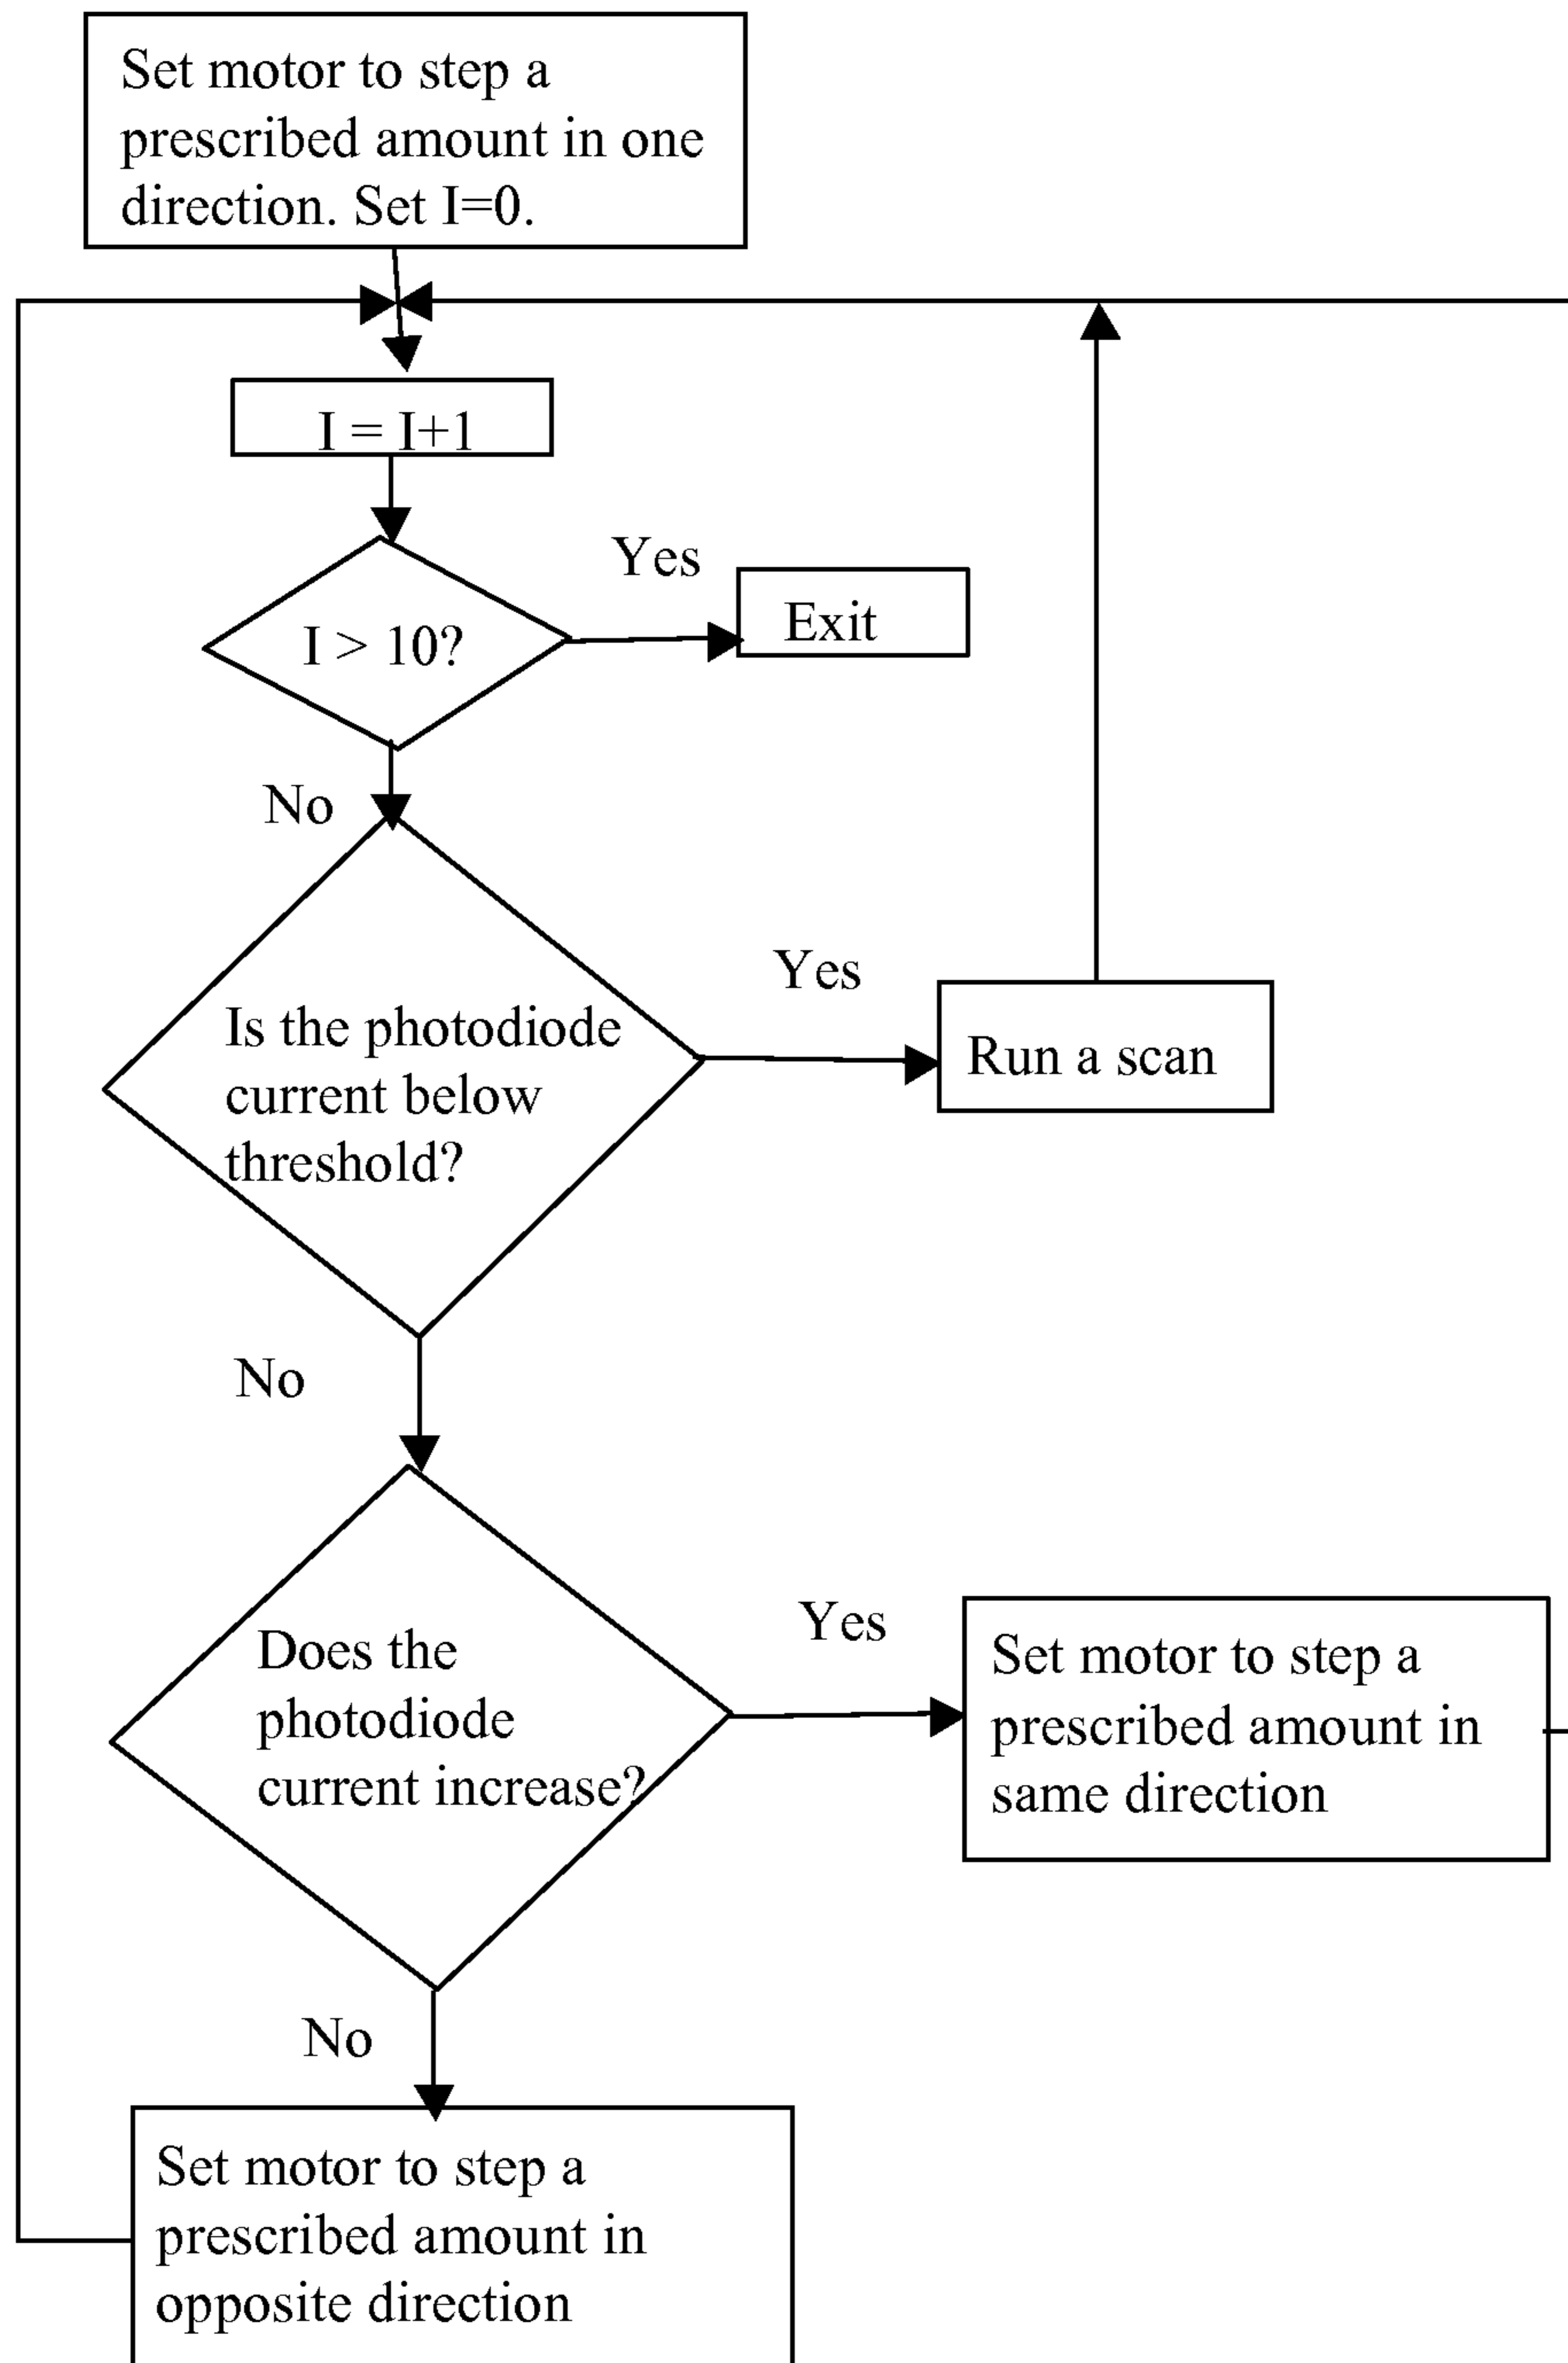 Set motor to step a
prescribed amount in one
direction. Set I=0.
I = I+1
Yes
I > 10?
Exit
No
Yes
Is the photodiode
current below
threshold?
Run a scan
No
Yes
Does the
photodiode
current increase?
Set motor to step a
prescribed amount in
same direction
No
Set motor to step a
prescribed amount in
opposite direction